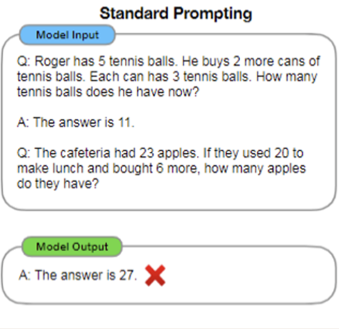 Standard Prompting
Model Input
Q: Roger has 5 tennis balls. He buys 2 more cans of
tennis balls. Each can has 3 tennis balls. How many
tennis balls does he have now?
A: The answer is 11.
Q: The cafeteria had 23 apples. If they used 20 to
make lunch and bought 6 more, how many apples
do they have?
Model Output
A: The answer is 27.